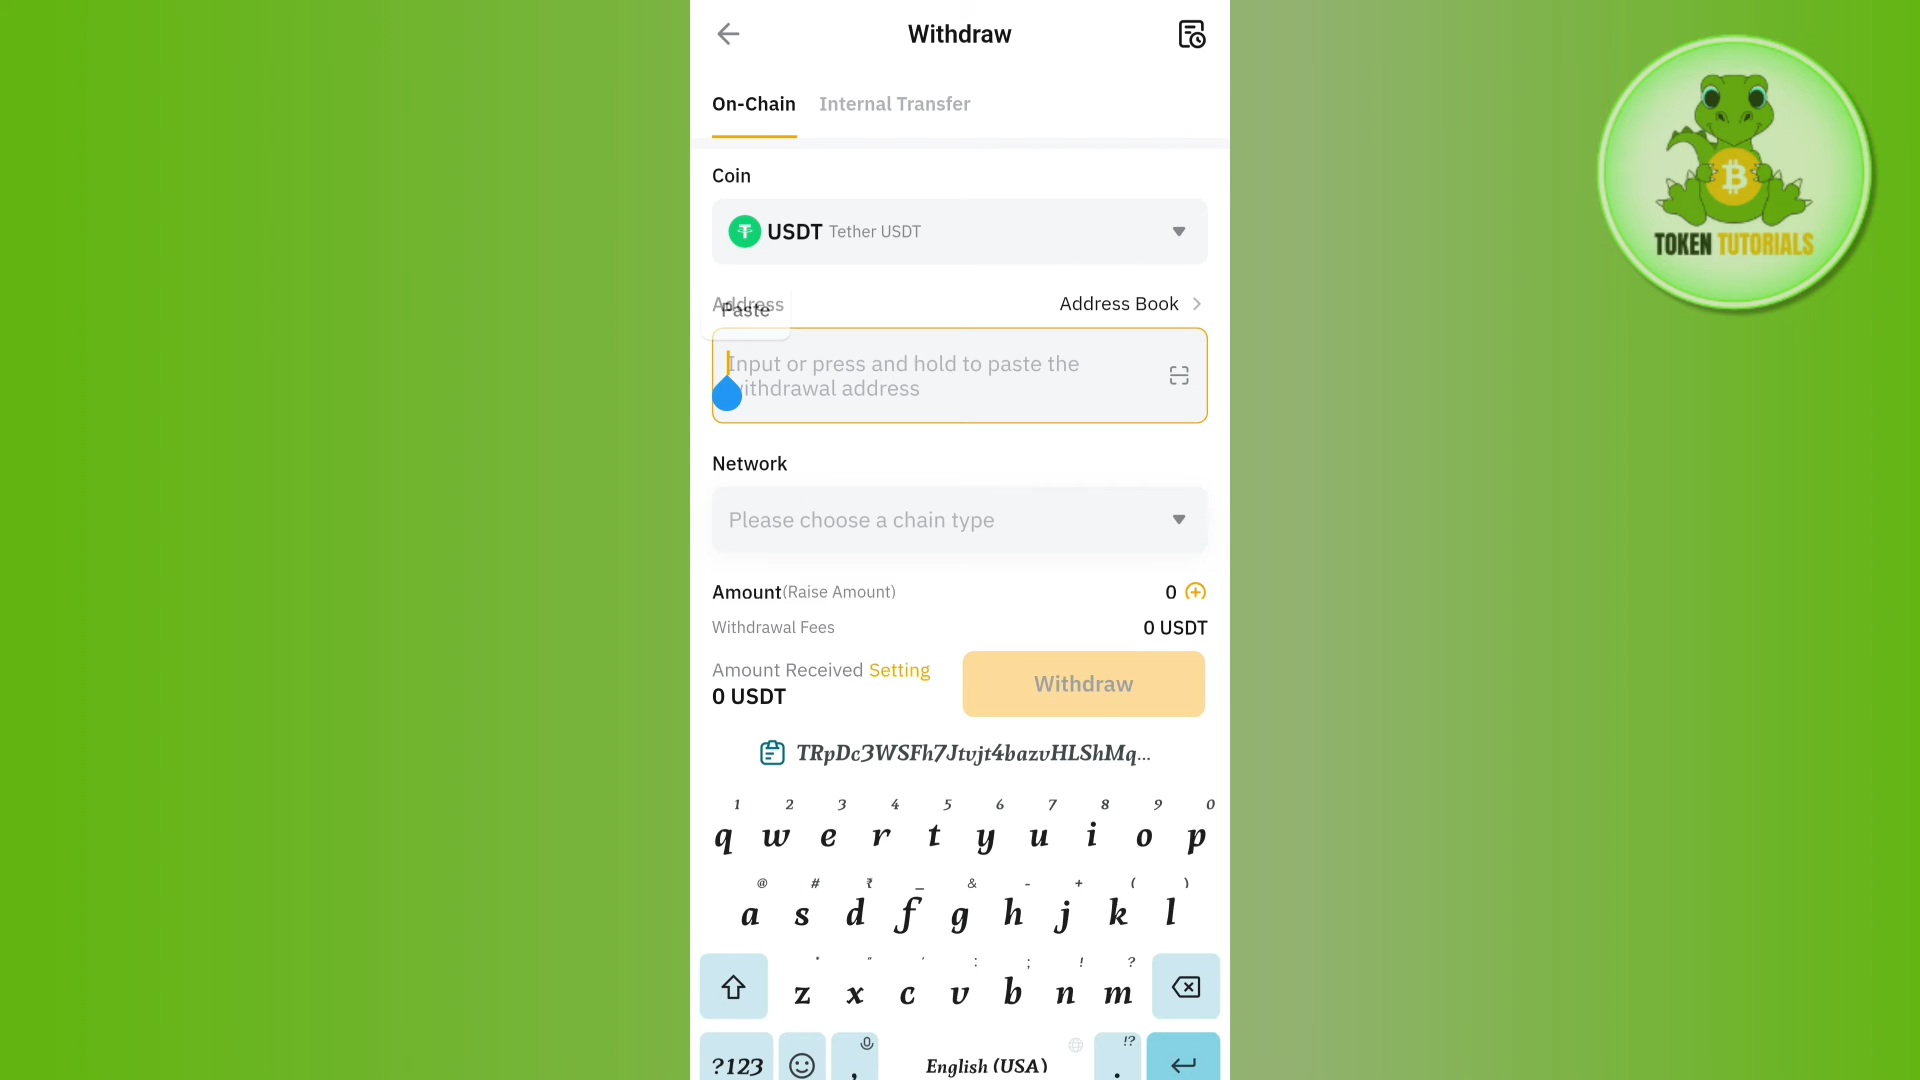 Withdraw
On-Chain Internal Transfer
Coin
USDT Tether USDT
Address Address Book
Paste
Input or press and hold to paste the
withdrawal address
Network
Please choose a chain type
Amount(Raise Amount) 0
Withdrawal Fees 0 USDT
Amount Received Setting
0 USDT
Withdraw
TRpDc3WSFh7Jtvjt4bazvHLShMq...
1 2 3 4 5 6 7 8 9 0
q w e r t y u i o p
@ # ₹ _ & - + ( )
a s d f g h j k l
* " ' : ; ! ?
z x c v b n m
?123 , English (USA) . !?
TOKEN TUTORIALS